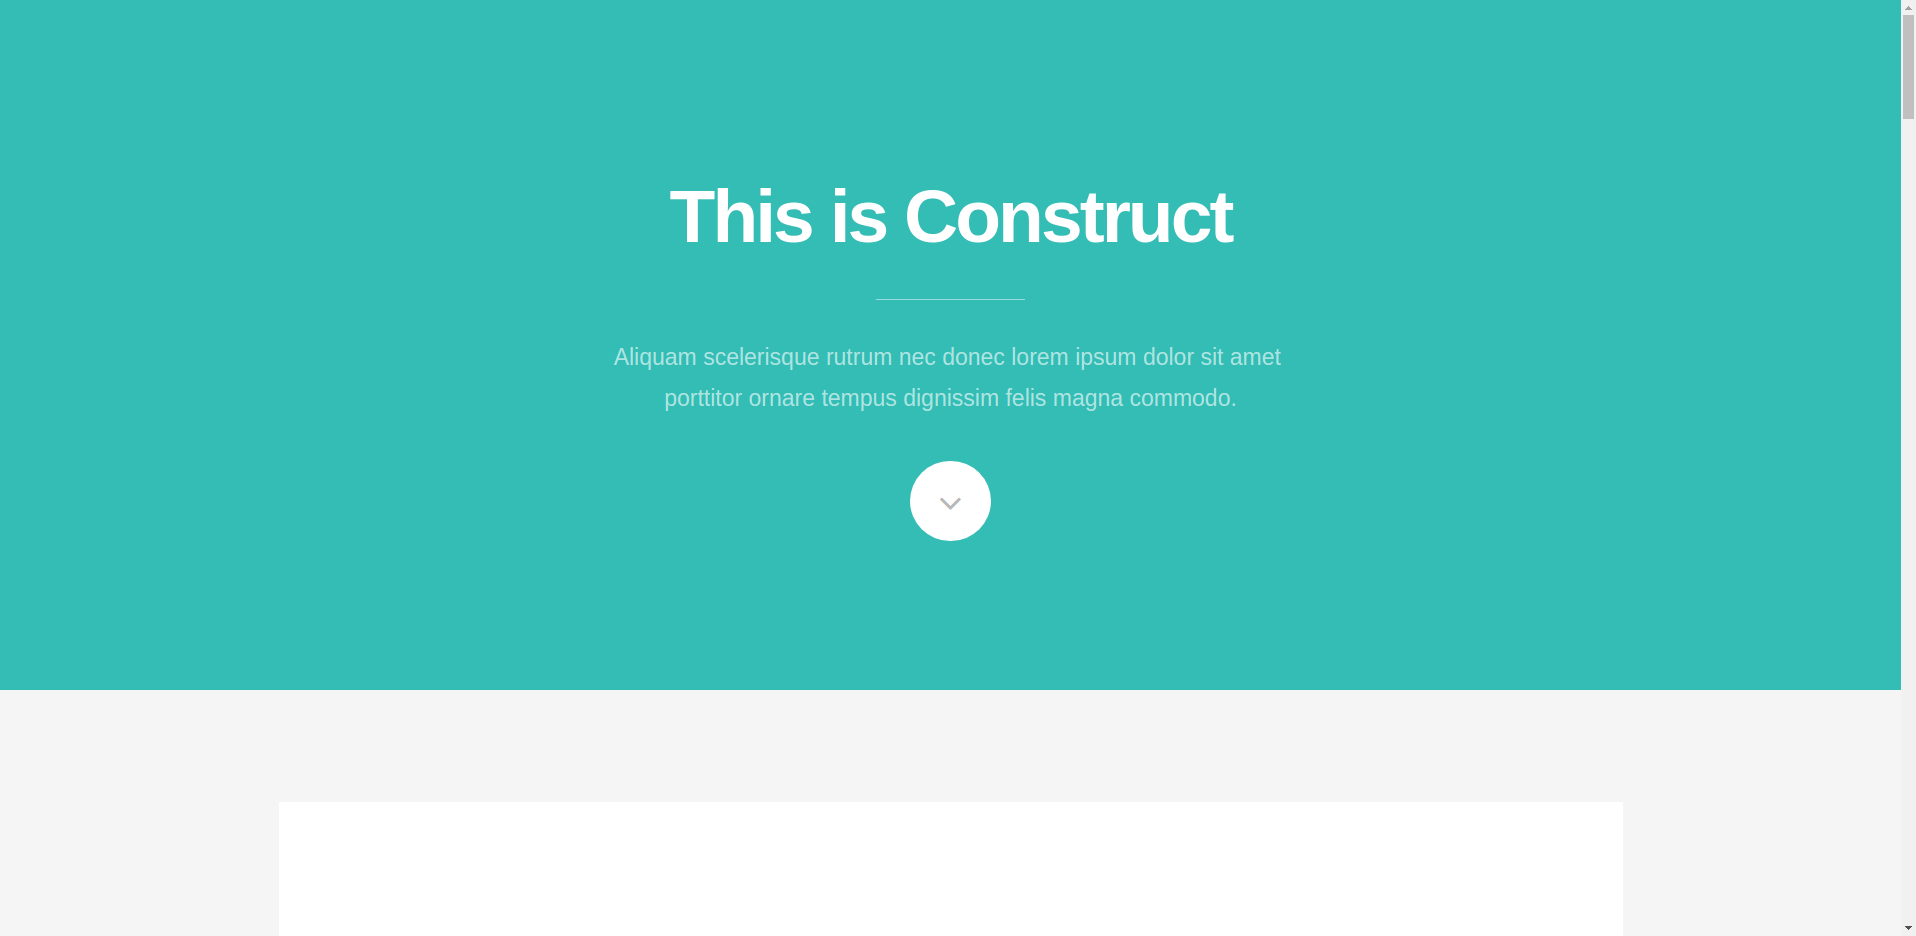 This is Construct
Aliquam scelerisque rutrum nec donec lorem ipsum dolor sit amet
porttitor ornare tempus dignissim felis magna commodo.